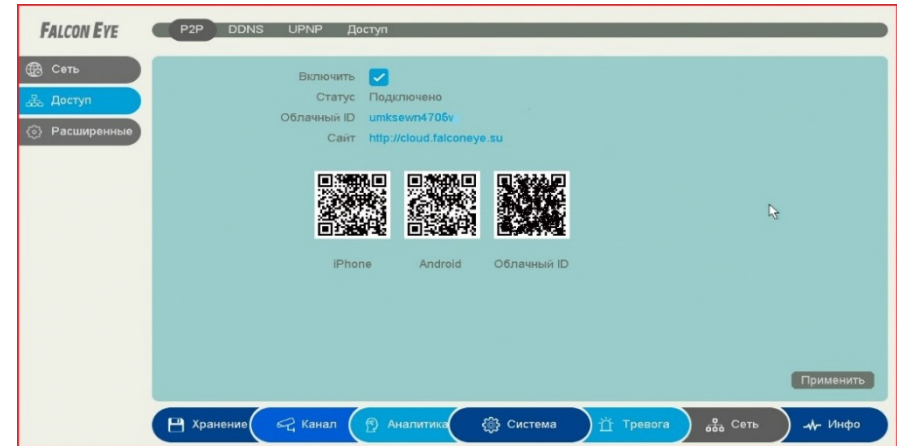 FALCON EYE
P2P DDNS UPNP Доступ
Сеть
Доступ
Расширенные
Включить
Статус Подключено
Облачный ID umksewn4706v
Сайт http://cloud.falconeye.su
iPhone Android Облачный ID
Применить
Хранение Канал Аналитика Система Тревога Сеть Инфо